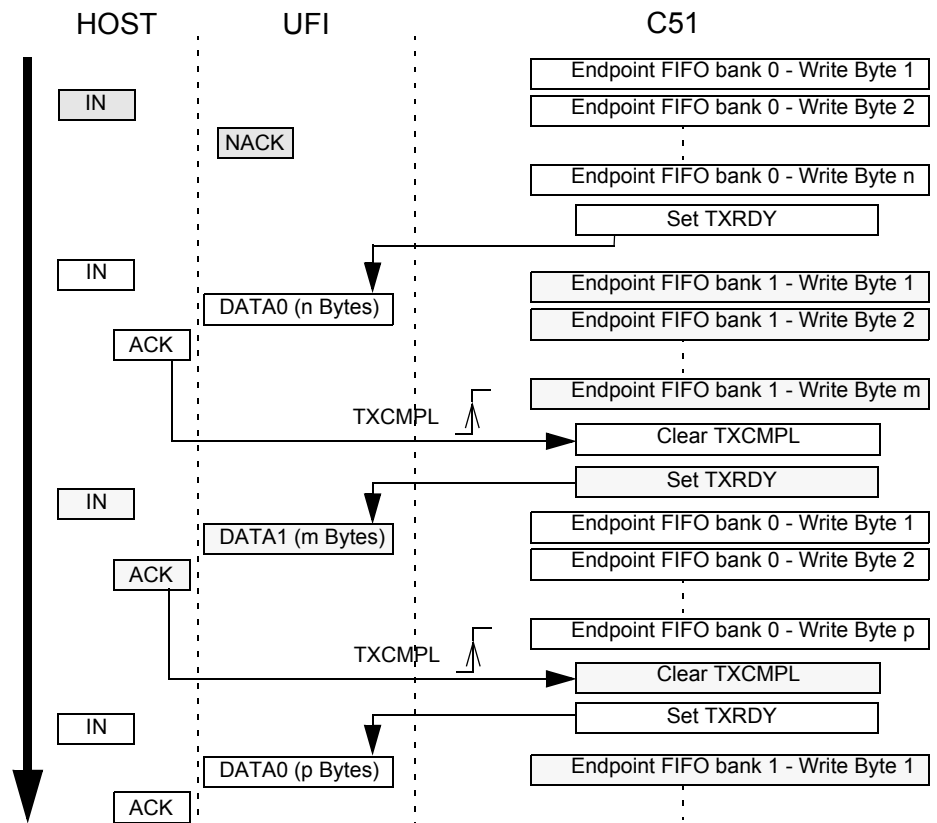 HOST UFI C51
Endpoint FIFO bank 0 - Write Byte 1
IN
Endpoint FIFO bank 0 - Write Byte 2
NACK
Endpoint FIFO bank 0 - Write Byte n
Set TXRDY
IN
Endpoint FIFO bank 1 - Write Byte 1
DATA0 (n Bytes)
Endpoint FIFO bank 1 - Write Byte 2
ACK
Endpoint FIFO bank 1 - Write Byte m
TXCMPL
Clear TXCMPL
Set TXRDY
IN
Endpoint FIFO bank 0 - Write Byte 1
DATA1 (m Bytes)
Endpoint FIFO bank 0 - Write Byte 2
ACK
Endpoint FIFO bank 0 - Write Byte p
TXCMPL
Clear TXCMPL
Set TXRDY
IN
DATA0 (p Bytes)
Endpoint FIFO bank 1 - Write Byte 1
ACK